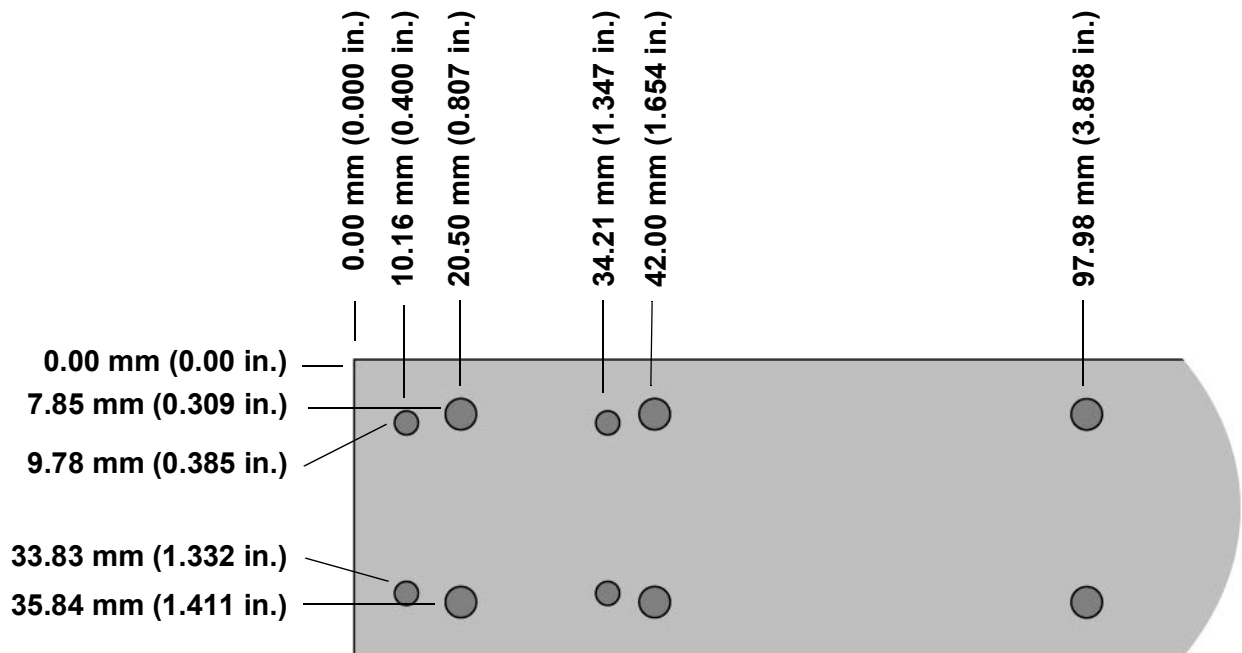 0.00 mm (0.000 in.)
10.16 mm (0.400 in.)
20.50 mm (0.807 in.)
34.21 mm (1.347 in.)
42.00 mm (1.654 in.)
97.98 mm (3.858 in.)
0.00 mm (0.00 in.)
7.85 mm (0.309 in.)
9.78 mm (0.385 in.)
33.83 mm (1.332 in.)
35.84 mm (1.411 in.)